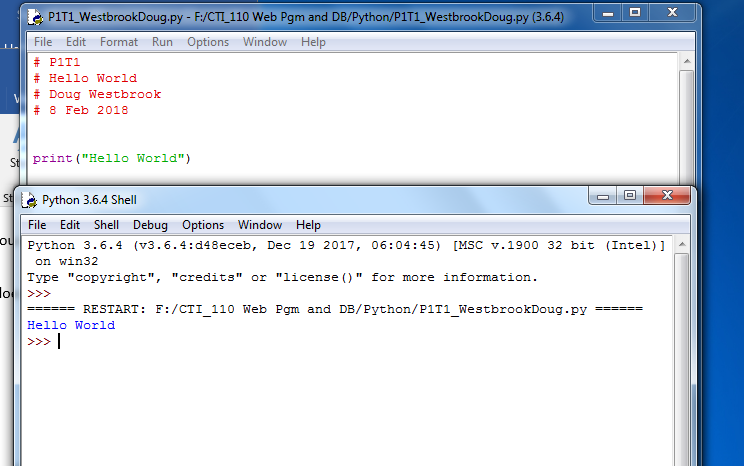 P1T1_WestbrookDoug.py - F:/CTI_110 Web Pgm and DB/Python/P1T1_WestbrookDoug.py (3.6.4)
File Edit Format Run Options Window Help
# P1T1
# Hello World
# Doug Westbrook
# 8 Feb 2018
print("Hello World")
Python 3.6.4 Shell
File Edit Shell Debug Options Window Help
Python 3.6.4 (v3.6.4:d48eceb, Dec 19 2017, 06:04:45) [MSC v.1900 32 bit (Intel)]
on win32
Type "copyright", "credits" or "license()" for more information.
>>>
====== RESTART: F:/CTI_110 Web Pgm and DB/Python/P1T1_WestbrookDoug.py ======
Hello World
>>>